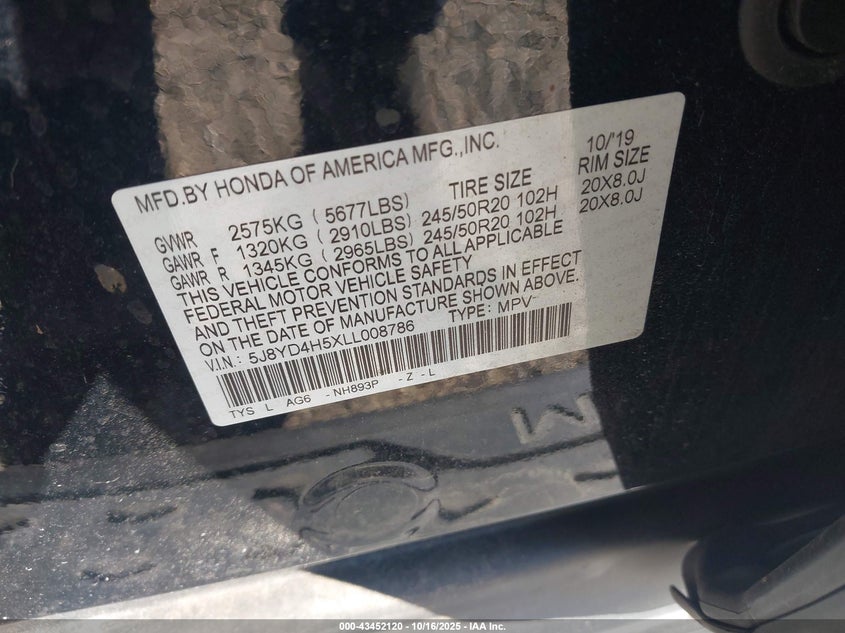 MFD.BY HONDA OF AMERICA MFG.,INC. 10/'19
TIRE SIZE RIM SIZE
GVWR 2575KG ( 5677LBS)
GAWR F 1320KG ( 2910LBS) 245/50R20 102H 20X8.0J
GAWR R 1345KG ( 2965LBS) 245/50R20 102H 20X8.0J
THIS VEHICLE CONFORMS TO ALL APPLICABLE
FEDERAL MOTOR VEHICLE SAFETY
AND THEFT PREVENTION STANDARDS IN EFFECT
ON THE DATE OF MANUFACTURE SHOWN ABOVE.
V.I.N: 5J8YD4H5XLL008786 TYPE: MPV
TYS L AG6 -NH893P -Z-L
000-43452120 - 10/16/2025 - IAA Inc.